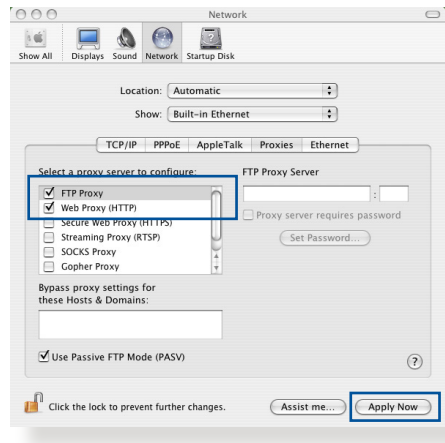 Network
Show All Displays Sound Network Startup Disk
Location: Automatic
Show: Built-in Ethernet
TCP/IP PPPoE AppleTalk Proxies Ethernet
Select a proxy server to configure: FTP Proxy Server
FTP Proxy
:
Web Proxy (HTTP)
Secure Web Proxy (HTTPS) Proxy server requires password
Streaming Proxy (RTSP) Set Password...
SOCKS Proxy
Gopher Proxy
Bypass proxy settings for
these Hosts & Domains:
Use Passive FTP Mode (PASV) ?
Click the lock to prevent further changes. Assist me... Apply Now